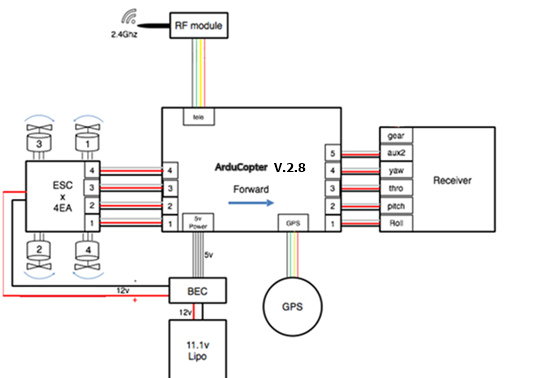 RF module
2.4Ghz
tele
3
1
ESC
x
4EA
4
3
2
1
2
4
4
3
2
1
ArduCopter V.2.8
Forward
5v
Power
GPS
5
4
3
2
1
gear
aux2
yaw
thro
pitch
Roll
Receiver
5v
BEC
-
12v
+
12v
GPS
11.1v
Lipo